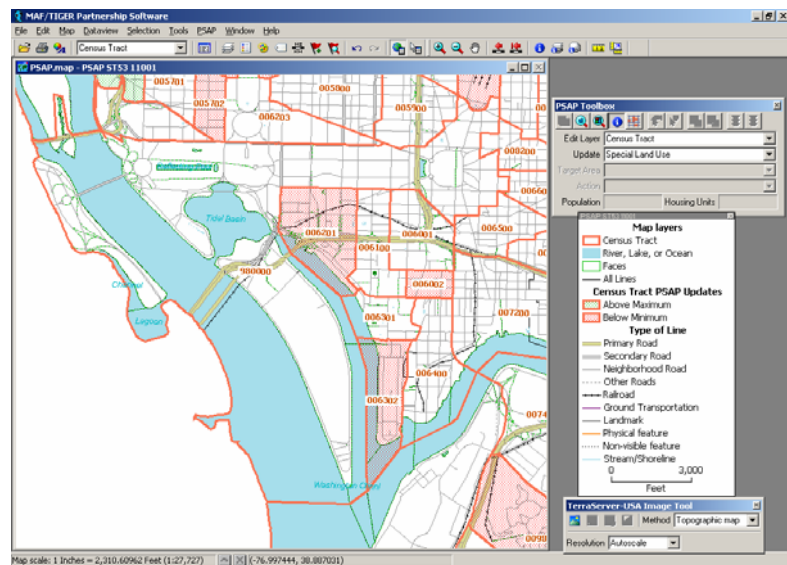 MAF/TIGER Partnership Software
File Edit Map Dataview Selection Tools PSAP Window Help
Census Tract
PSAP.map - PSAP ST53 11001
005701
005702
005800
006203
005900
Tidal Basin
006201
006100
006001
006500
980000
006002
Channel
Lagoon
006301
007200
006302
006400
Washington Channel
PSAP Toolbox
Edit Layer Census Tract
Update Special Land Use
Target Area
Action
Population Housing Units
Map layers
Census Tract
River, Lake, or Ocean
Faces
All Lines
Census Tract PSAP Updates
Above Maximum
Below Minimum
Type of Line
Primary Road
Secondary Road
Neighborhood Road
Other Roads
Railroad
Ground Transportation
Landmark
Physical feature
Non-visible feature
Stream/Shoreline
0 3,000
Feet
TerraServer-USA Image Tool
Method Topographic map
Resolution Autoscale
Map scale: 1 Inches = 2,310.60962 Feet (1:27,727) (-76.997444, 38.887031)